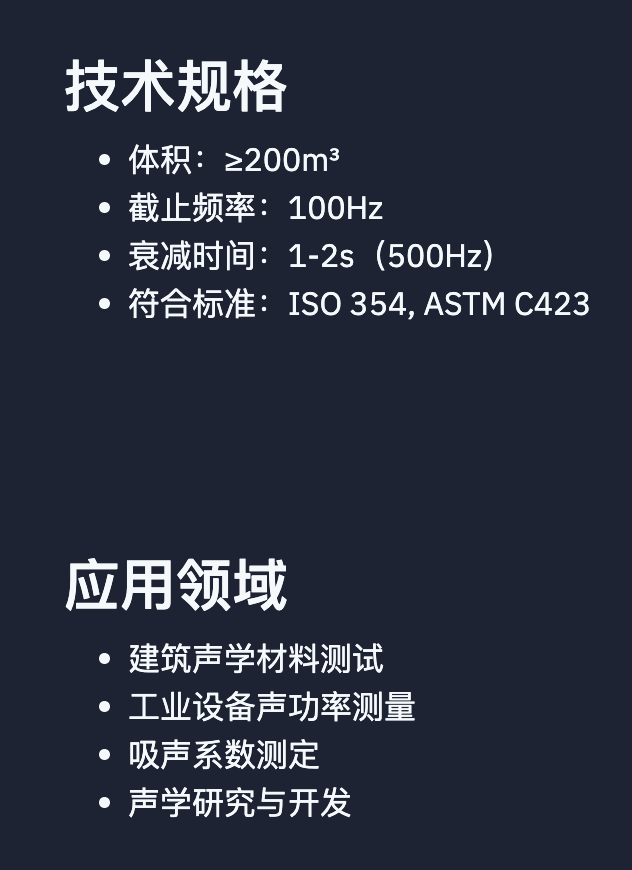 技术规格
• 体积：≥200m³
• 截止频率：100Hz
• 衰减时间：1-2s（500Hz）
• 符合标准：ISO 354, ASTM C423
应用领域
• 建筑声学材料测试
• 工业设备声功率测量
• 吸声系数测定
• 声学研究与开发